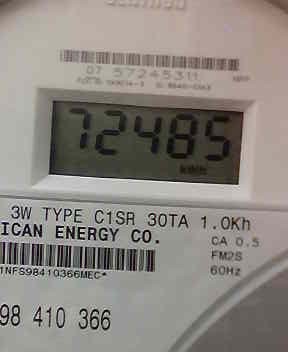 07 57245311
72485
kWh
3W TYPE C1SR 30TA 1.0Kh
ICAN ENERGY CO.
CA 0.5
FM2S
60Hz
1NFS98410366MEC*
98 410 366